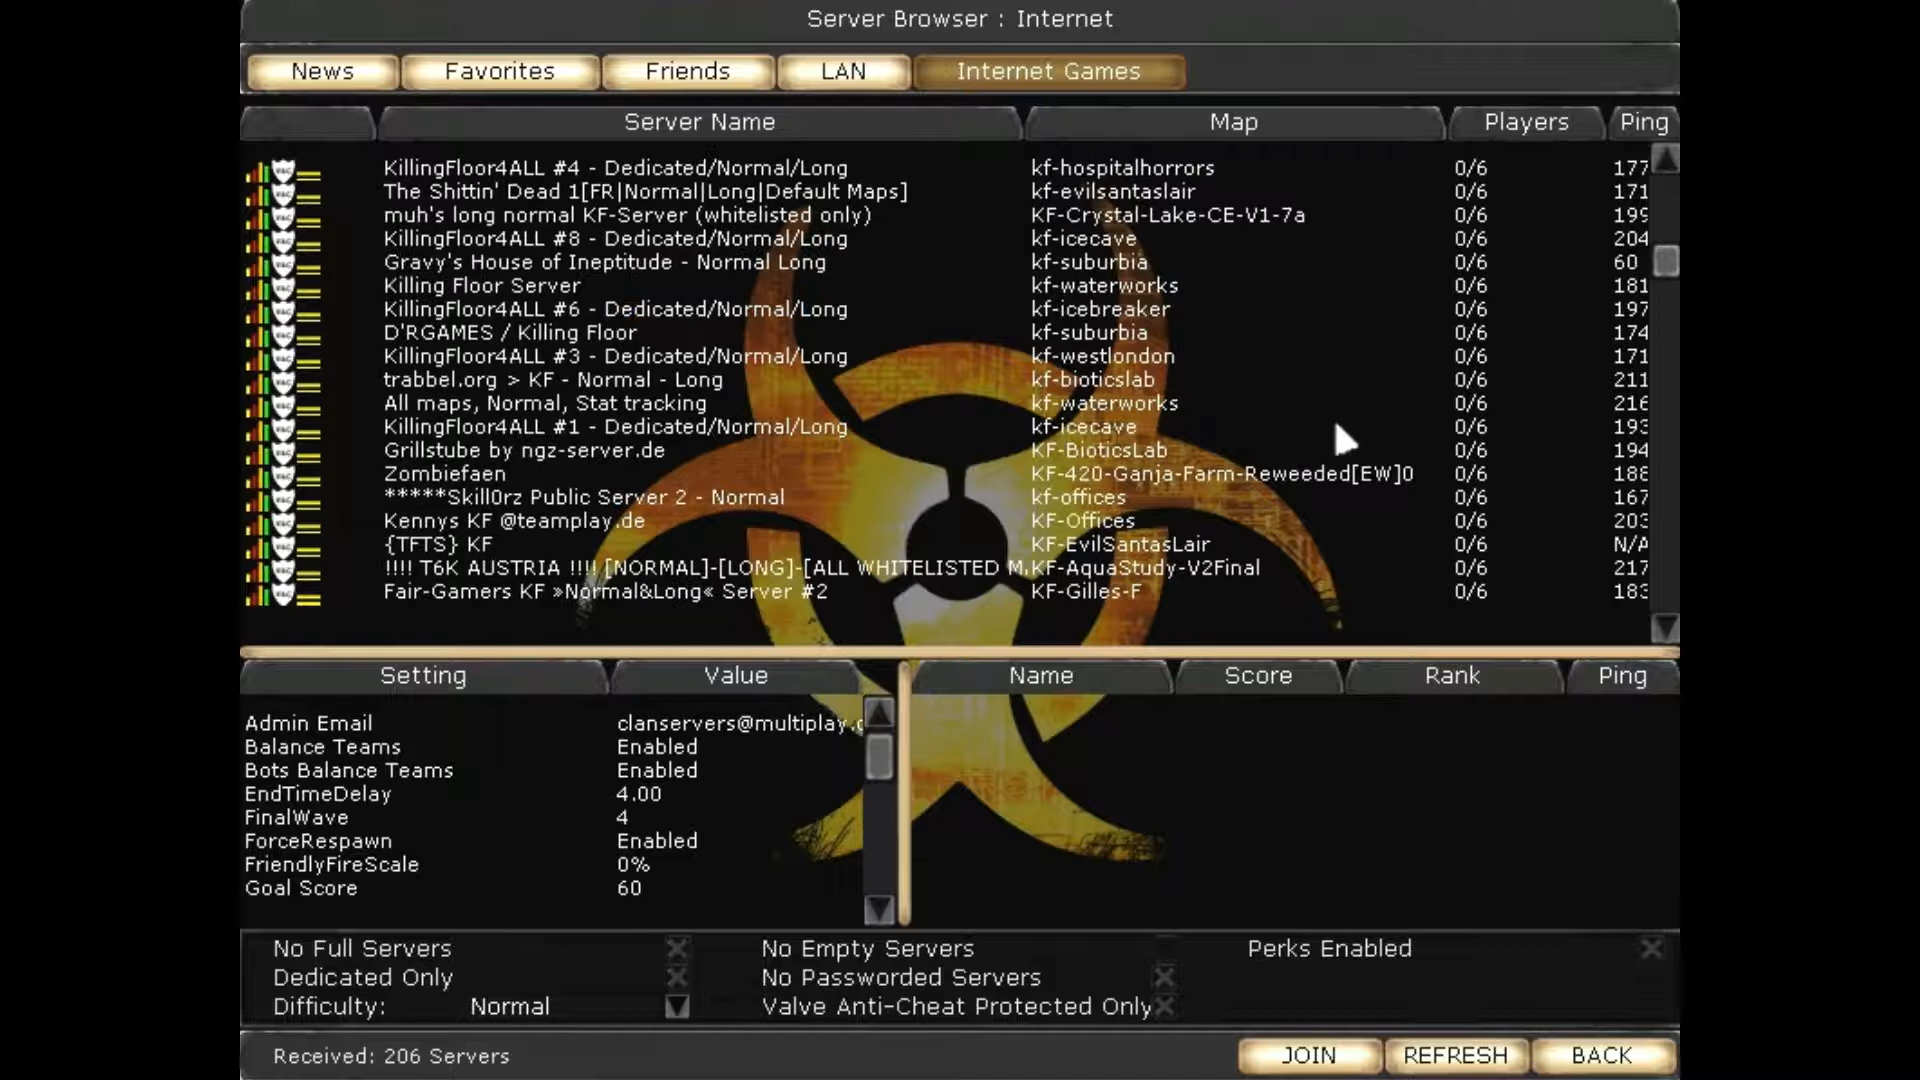 Server Browser : Internet
News Favorites Friends LAN Internet Games
Server Name Map Players Ping
KillingFloor4ALL #4 - Dedicated/Normal/Long kf-hospitalhorrors 0/6 177
The Shittin' Dead 1[FR|Normal|Long|Default Maps] kf-evilsantaslair 0/6 171
muh's long normal KF-Server (whitelisted only) KF-Crystal-Lake-CE-V1-7a 0/6 199
KillingFloor4ALL #8 - Dedicated/Normal/Long kf-icecave 0/6 204
Gravy's House of Ineptitude - Normal Long kf-suburbia 0/6 60
Killing Floor Server kf-waterworks 0/6 181
KillingFloor4ALL #6 - Dedicated/Normal/Long kf-icebreaker 0/6 197
D'RGAMES / Killing Floor kf-suburbia 0/6 174
KillingFloor4ALL #3 - Dedicated/Normal/Long kf-westlondon 0/6 171
trabbel.org > KF - Normal - Long kf-bioticslab 0/6 211
All maps, Normal, Stat tracking kf-waterworks 0/6 216
KillingFloor4ALL #1 - Dedicated/Normal/Long kf-icecave 0/6 193
Grillstube by ngz-server.de KF-BioticsLab 0/6 194
Zombiefaen KF-420-Ganja-Farm-Reweeded[EW]0 0/6 188
*****Skill0rz Public Server 2 - Normal kf-offices 0/6 167
Kennys KF @teamplay.de KF-Offices 0/6 203
{TFTS} KF KF-EvilSantasLair 0/6 N/A
!!!! T6K AUSTRIA !!!! [NORMAL]-[LONG]-[ALL WHITELISTED M. KF-AquaStudy-V2Final 0/6 217
Fair-Gamers KF »Normal&Long« Server #2 KF-Gilles-F 0/6 183
Setting Value Name Score Rank Ping
Admin Email clanservers@multiplay.c
Balance Teams Enabled
Bots Balance Teams Enabled
EndTimeDelay 4.00
FinalWave 4
ForceRespawn Enabled
FriendlyFireScale 0%
Goal Score 60
No Full Servers No Empty Servers Perks Enabled
Dedicated Only No Passworded Servers
Difficulty: Normal Valve Anti-Cheat Protected Only
Received: 206 Servers JOIN REFRESH BACK